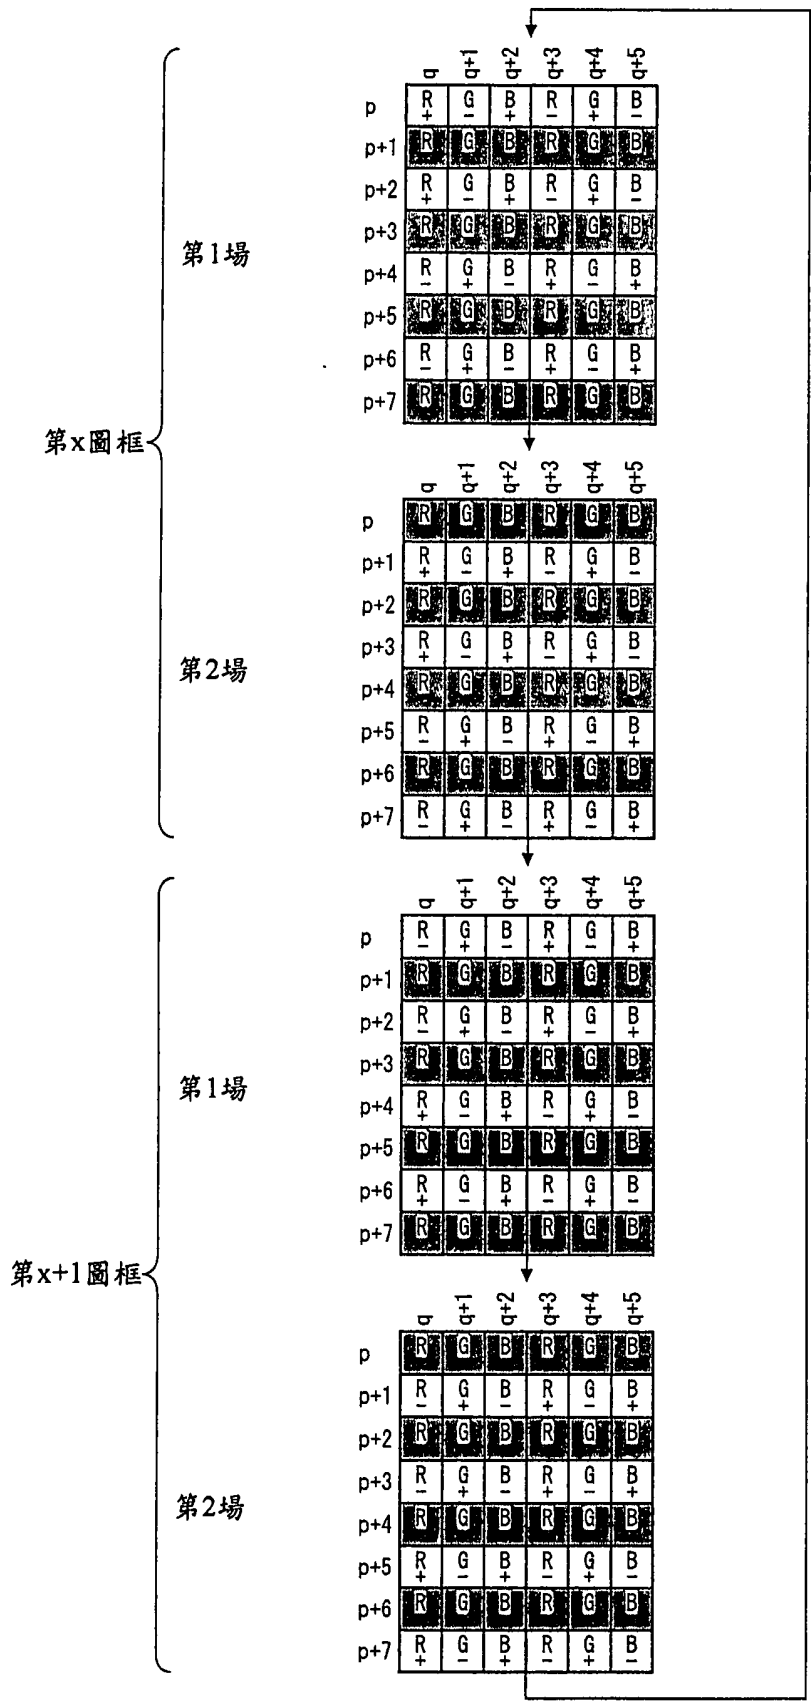 第x圖框
第1場
q q+1 q+2 q+3 q+4 q+5
p R+ G- B+ R- G+ B-
p+1 R G B R G B
p+2 R+ G- B+ R- G+ B-
p+3 R G B R G B
p+4 R- G+ B- R+ G- B+
p+5 R G B R G B
p+6 R- G+ B- R+ G- B+
p+7 R G B R G B
第2場
q q+1 q+2 q+3 q+4 q+5
p R G B R G B
p+1 R+ G- B+ R- G+ B-
p+2 R G B R G B
p+3 R+ G- B+ R- G+ B-
p+4 R G B R G B
p+5 R- G+ B- R+ G- B+
p+6 R G B R G B
p+7 R- G+ B- R+ G- B+
第x+1圖框
第1場
q q+1 q+2 q+3 q+4 q+5
p R- G+ B- R+ G- B+
p+1 R G B R G B
p+2 R- G+ B- R+ G- B+
p+3 R G B R G B
p+4 R+ G- B+ R- G+ B-
p+5 R G B R G B
p+6 R+ G- B+ R- G+ B-
p+7 R G B R G B
第2場
q q+1 q+2 q+3 q+4 q+5
p R G B R G B
p+1 R- G+ B- R+ G- B+
p+2 R G B R G B
p+3 R- G+ B- R+ G- B+
p+4 R G B R G B
p+5 R+ G- B+ R- G+ B-
p+6 R G B R G B
p+7 R+ G- B+ R- G+ B-